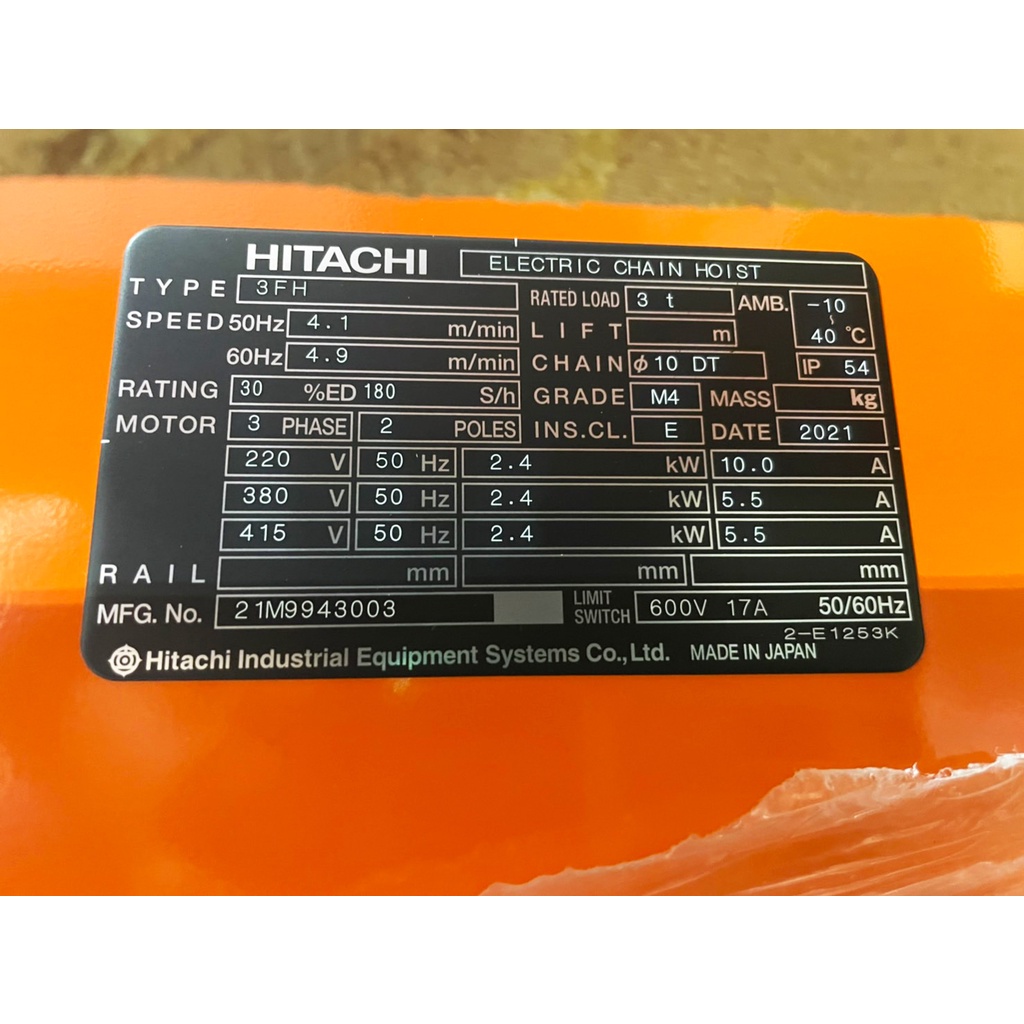 HITACHI ELECTRIC CHAIN HOIST
TYPE 3FH RATED LOAD 3 t AMB. -10 ~ 40 °C
SPEED 50Hz 4.1 m/min LIFT m
60Hz 4.9 m/min CHAIN ϕ10 DT IP 54
RATING 30 %ED 180 S/h GRADE M4 MASS kg
MOTOR 3 PHASE 2 POLES INS.CL. E DATE 2021
220 V 50 Hz 2.4 kW 10.0 A
380 V 50 Hz 2.4 kW 5.5 A
415 V 50 Hz 2.4 kW 5.5 A
RAIL mm mm mm
MFG. No. 21M9943003 LIMIT SWITCH 600V 17A 50/60Hz
2-E1253K
Hitachi Industrial Equipment Systems Co., Ltd. MADE IN JAPAN